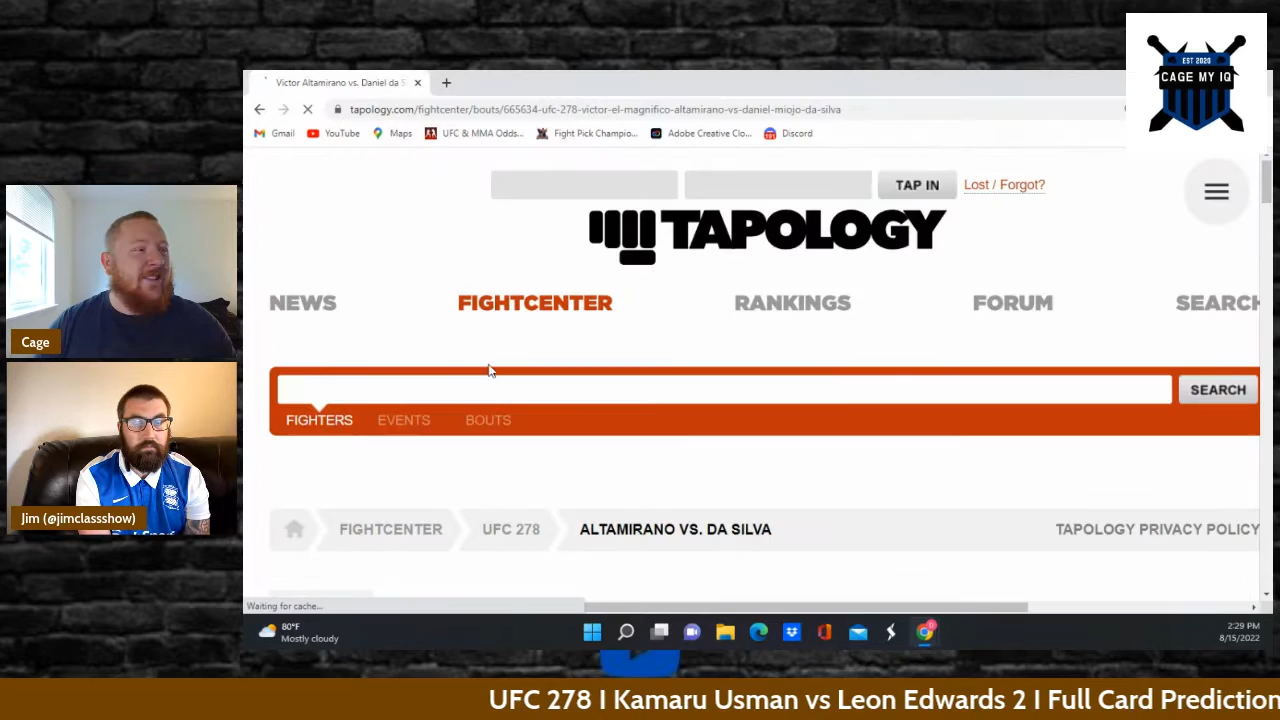 EST 2020
CAGE MY IQ
Victor Altamirano vs. Daniel da S
tapology.com/fightcenter/bouts/665634-ufc-278-victor-el-magnifico-altamirano-vs-daniel-miojo-da-silva
Gmail YouTube Maps UFC & MMA Odds... Fight Pick Champio... Adobe Creative Clo... Discord
TAP IN Lost / Forgot?
TAPOLOGY
NEWS FIGHTCENTER RANKINGS FORUM SEARCH
SEARCH
FIGHTERS EVENTS BOUTS
FIGHTCENTER UFC 278 ALTAMIRANO VS. DA SILVA TAPOLOGY PRIVACY POLICY
Waiting for cache...
80°F
Mostly cloudy
2:29 PM
8/15/2022
Cage
Jim (@jimclassshow)
UFC 278 I Kamaru Usman vs Leon Edwards 2 I Full Card Prediction